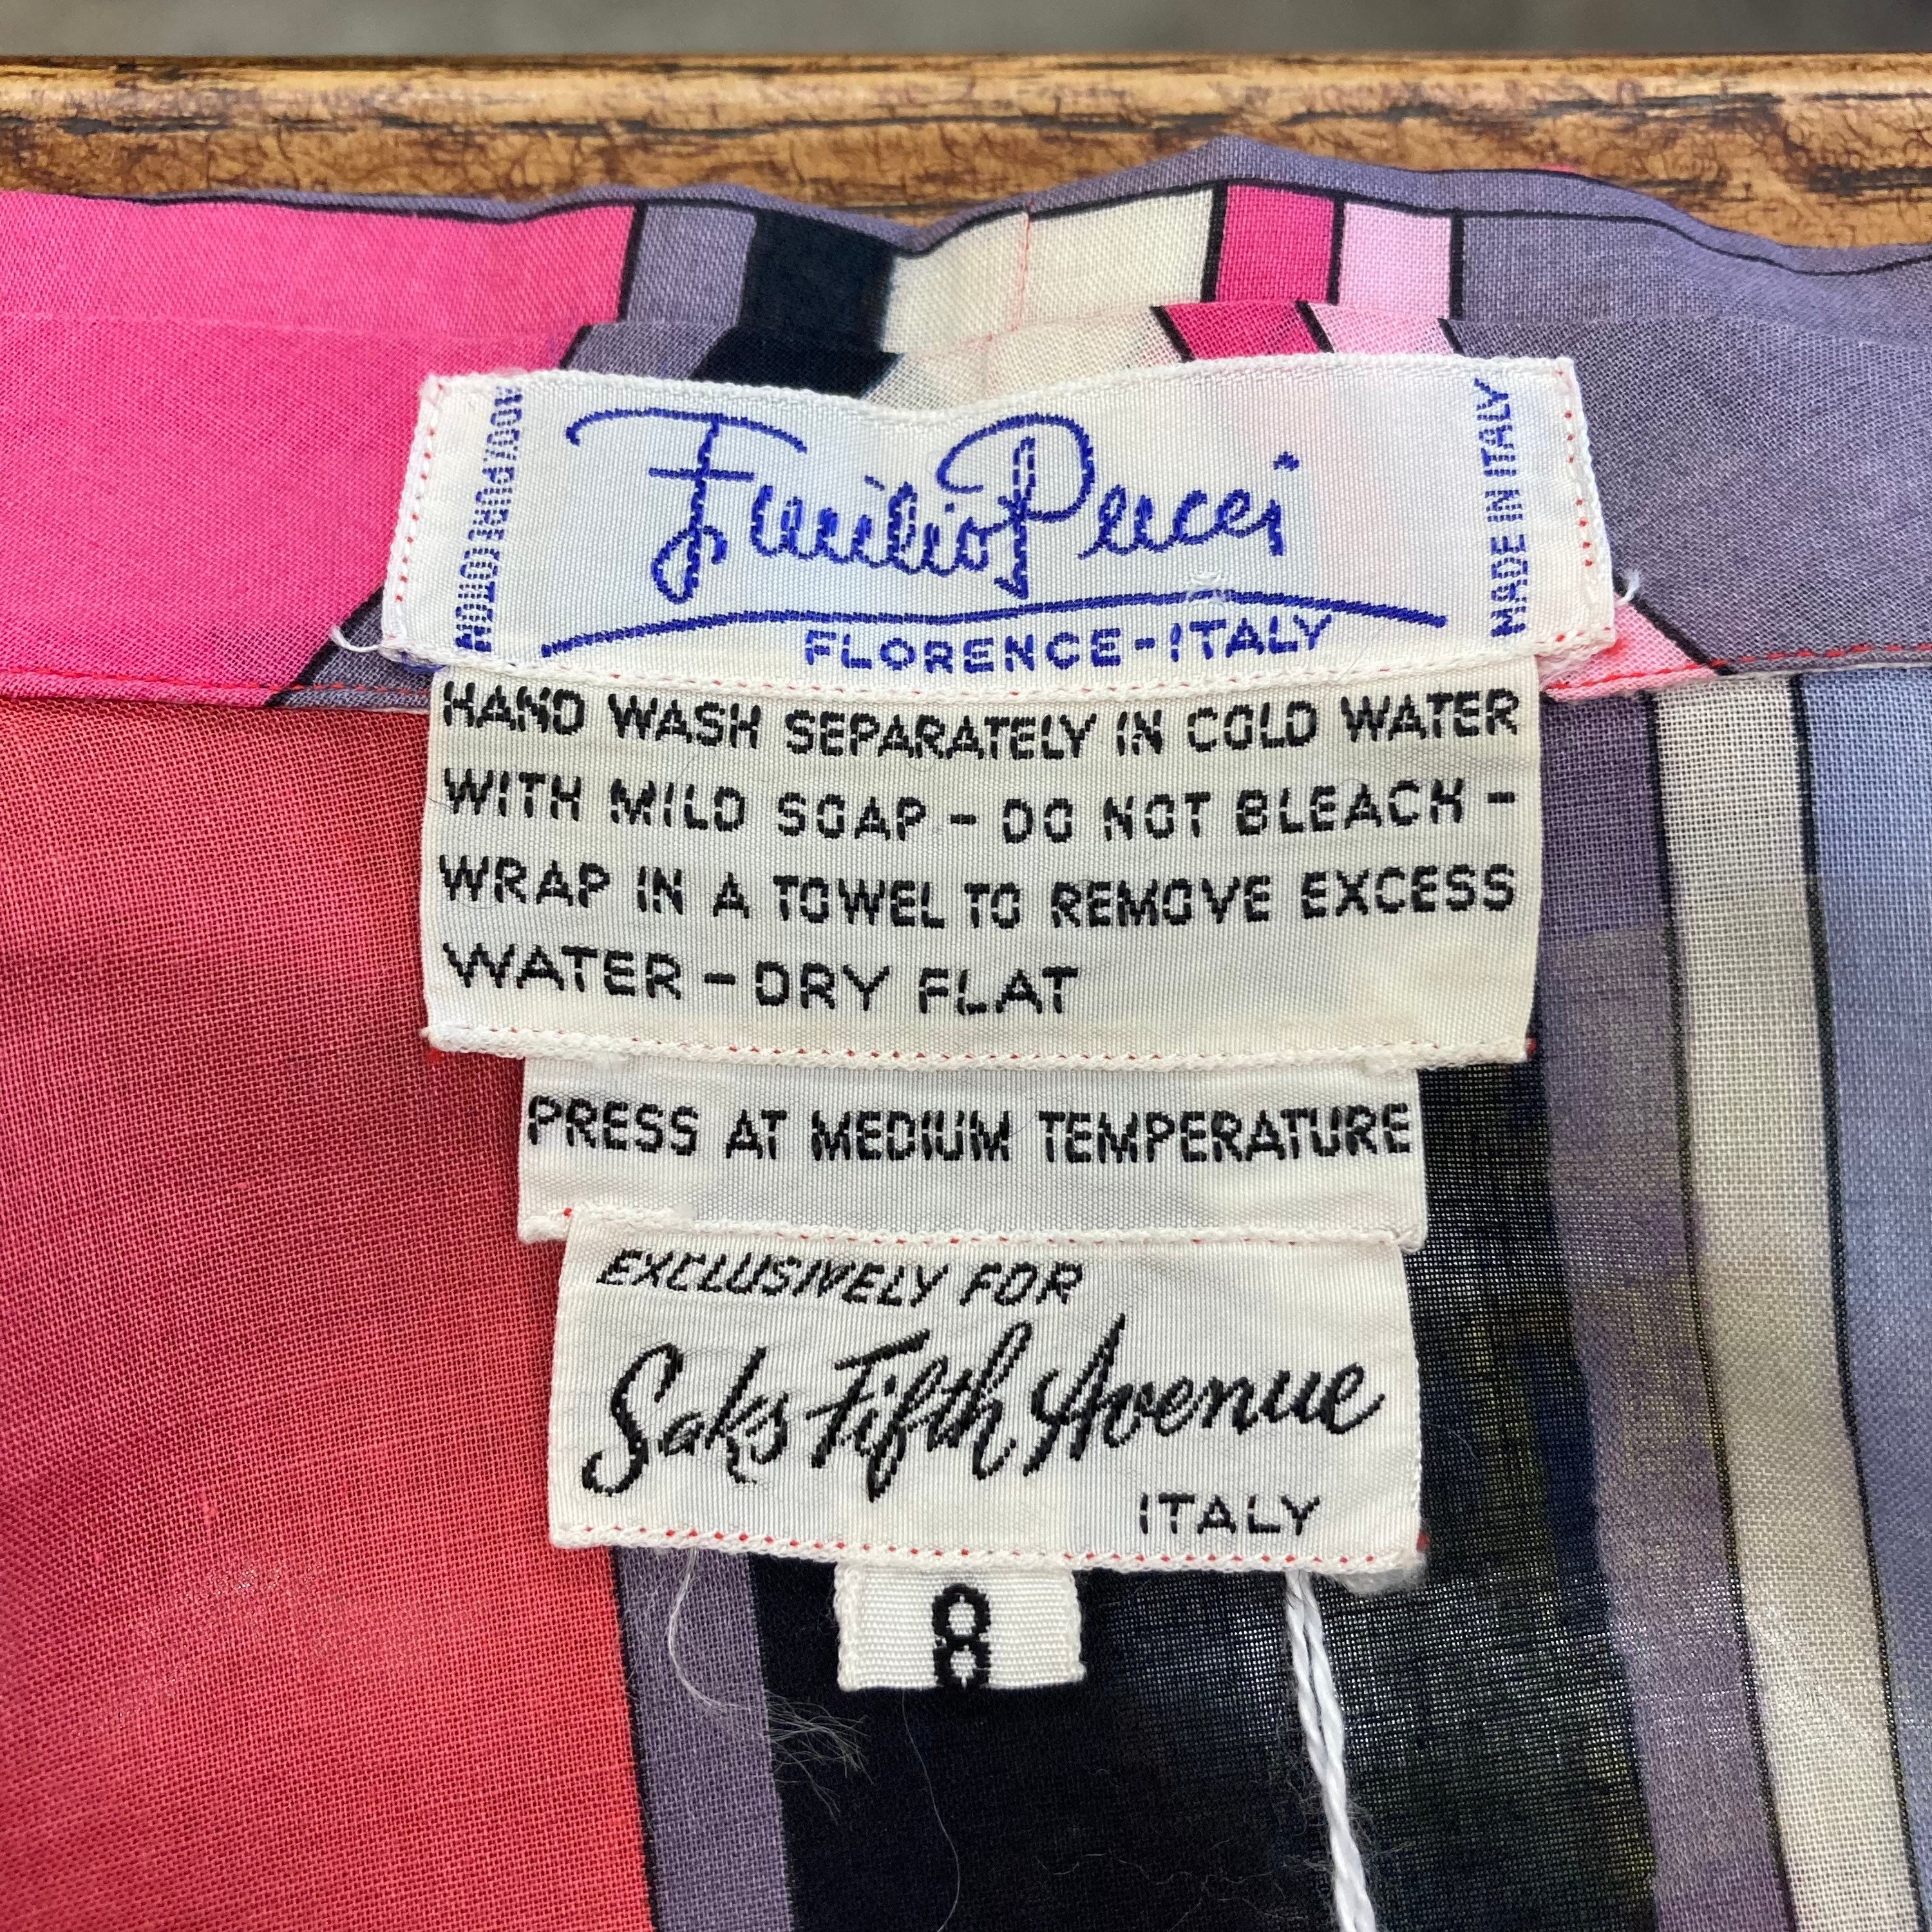 100% PURE COTTON
Emilio Pucci
MADE IN ITALY
FLORENCE-ITALY
HAND WASH SEPARATELY IN COLD WATER
WITH MILD SOAP - DO NOT BLEACH -
WRAP IN A TOWEL TO REMOVE EXCESS
WATER - DRY FLAT
PRESS AT MEDIUM TEMPERATURE
EXCLUSIVELY FOR
Saks Fifth Avenue
ITALY
8